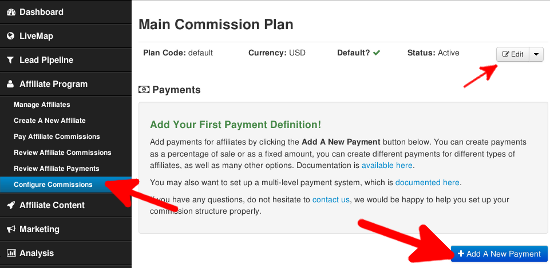 Dashboard
LiveMap
Lead Pipeline
Affiliate Program
Manage Affiliates
Create A New Affiliate
Pay Affiliate Commissions
Review Affiliate Commissions
Review Affiliate Payments
Configure Commissions
Affiliate Content
Marketing
Analysis
Main Commission Plan
Plan Code: default Currency: USD Default? ✔ Status: Active Edit
Payments
Add Your First Payment Definition!
Add payments for affiliates by clicking the Add A New Payment button below. You can create payments
as a percentage of sale or as a fixed amount, you can create different payments for different types of
affiliates, as well as many other options. Documentation is available here.
You may also want to set up a multi-level payment system, which is documented here.
you have any questions, do not hesitate to contact us, we would be happy to help you set up your
commission structure properly.
+ Add A New Payment